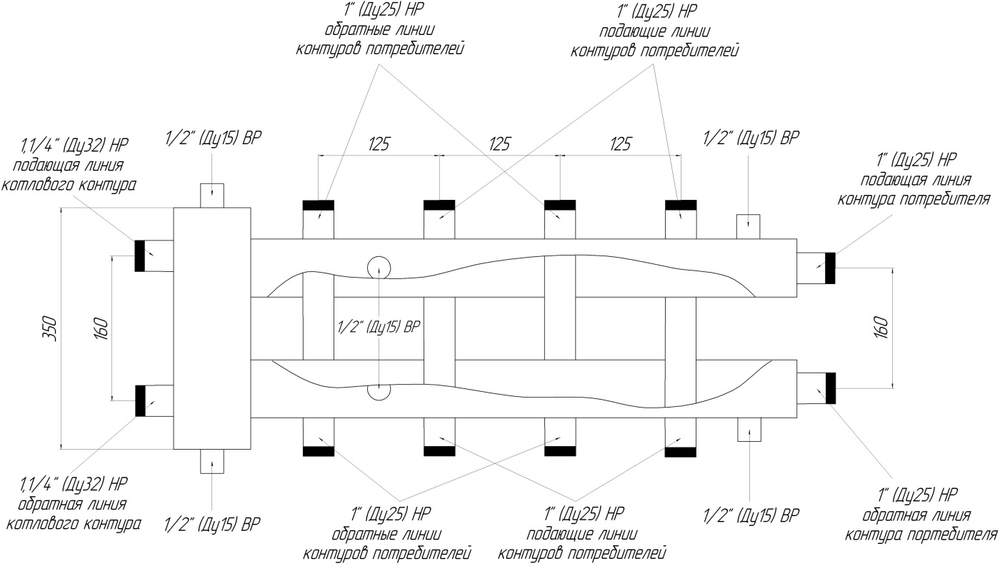 1" (Ду25) НР
обратные линии
контуров потребителей
1" (Ду25) НР
подающие линии
контуров потребителей
1,1/4" (Ду32) НР
подающая линия
котлового контура
1/2" (Ду15) ВР
125
125
125
1/2" (Ду15) ВР
1" (Ду25) НР
подающая линия
контура потребителя
350
160
1/2" (Ду15) ВР
160
1,1/4" (Ду32) НР
обратная линия
котлового контура
1/2" (Ду15) ВР
1" (Ду25) НР
обратные линии
контуров потребителей
1" (Ду25) НР
подающие линии
контуров потребителей
1/2" (Ду15) ВР
1" (Ду25) НР
обратная линия
контура портебителя